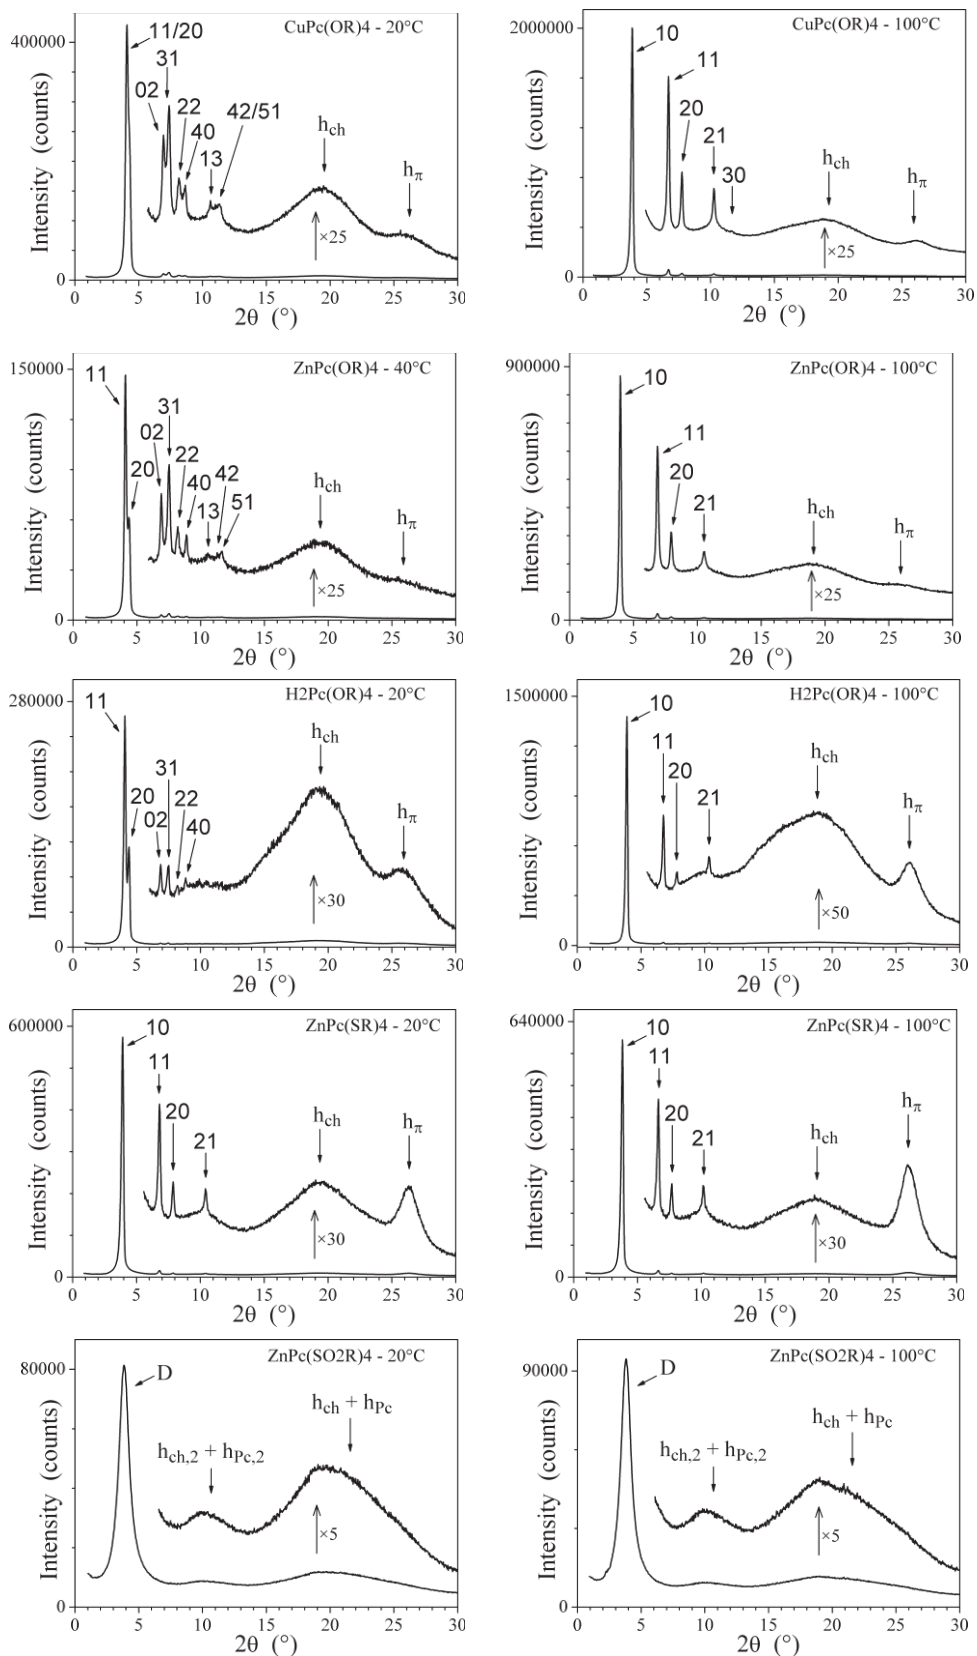 CuPc(OR)4 - 20°C
400000
0
Intensity (counts)
11/20
31
02
22
40
13
42/51
hch
hπ
×25
0 5 10 15 20 25 30
2θ (°)
CuPc(OR)4 - 100°C
2000000
0
Intensity (counts)
10
11
20
21
30
hch
hπ
×25
0 5 10 15 20 25 30
2θ (°)
ZnPc(OR)4 - 40°C
150000
0
Intensity (counts)
11
31
02
20
22
40
13
42
51
hch
hπ
×25
0 5 10 15 20 25 30
2θ (°)
ZnPc(OR)4 - 100°C
900000
0
Intensity (counts)
10
11
20
21
hch
hπ
×25
0 5 10 15 20 25 30
2θ (°)
H2Pc(OR)4 - 20°C
280000
0
Intensity (counts)
11
31
20
02
22
40
hch
hπ
×30
0 5 10 15 20 25 30
2θ (°)
H2Pc(OR)4 - 100°C
1500000
0
Intensity (counts)
10
11
20
21
hch
hπ
×50
0 5 10 15 20 25 30
2θ (°)
ZnPc(SR)4 - 20°C
600000
0
Intensity (counts)
10
11
20
21
hch
hπ
×30
0 5 10 15 20 25 30
2θ (°)
ZnPc(SR)4 - 100°C
640000
0
Intensity (counts)
10
11
20
21
hch
hπ
×30
0 5 10 15 20 25 30
2θ (°)
ZnPc(SO2R)4 - 20°C
80000
0
Intensity (counts)
D
hch + hPc
hch,2 + hPc,2
×5
0 5 10 15 20 25 30
2θ (°)
ZnPc(SO2R)4 - 100°C
90000
0
Intensity (counts)
D
hch + hPc
hch,2 + hPc,2
×5
0 5 10 15 20 25 30
2θ (°)